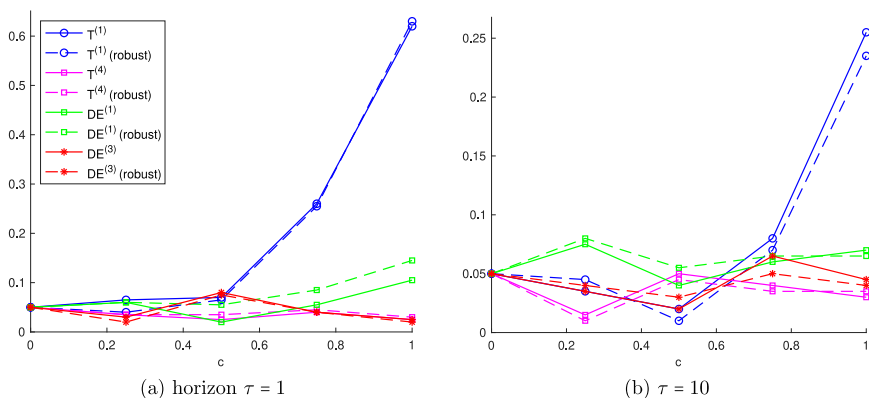 0.6
0.5
0.4
0.3
0.2
0.1
0
0
0.2
0.4
0.6
0.8
1
c
T(1)
T(1) (robust)
T(4)
T(4) (robust)
DE(1)
DE(1) (robust)
DE(3)
DE(3) (robust)
(a) horizon τ = 1
0.25
0.2
0.15
0.1
0.05
0
0
0.2
0.4
0.6
0.8
1
c
(b) τ = 10